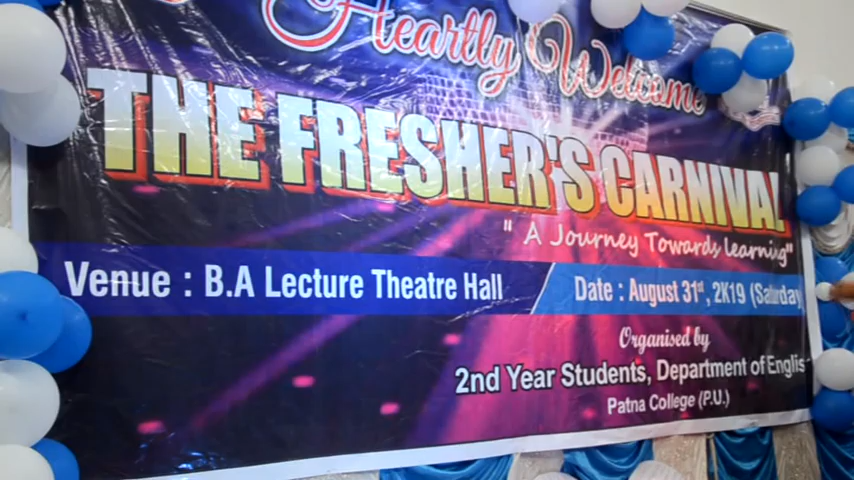 Heartly Welcome
THE FRESHER'S CARNIVAL
" A Journey Towards Learning"
Venue : B.A Lecture Theatre Hall
Date : August 31st, 2K19 (Saturday
Organised by
2nd Year Students, Department of Englis
Patna College (P.U.)